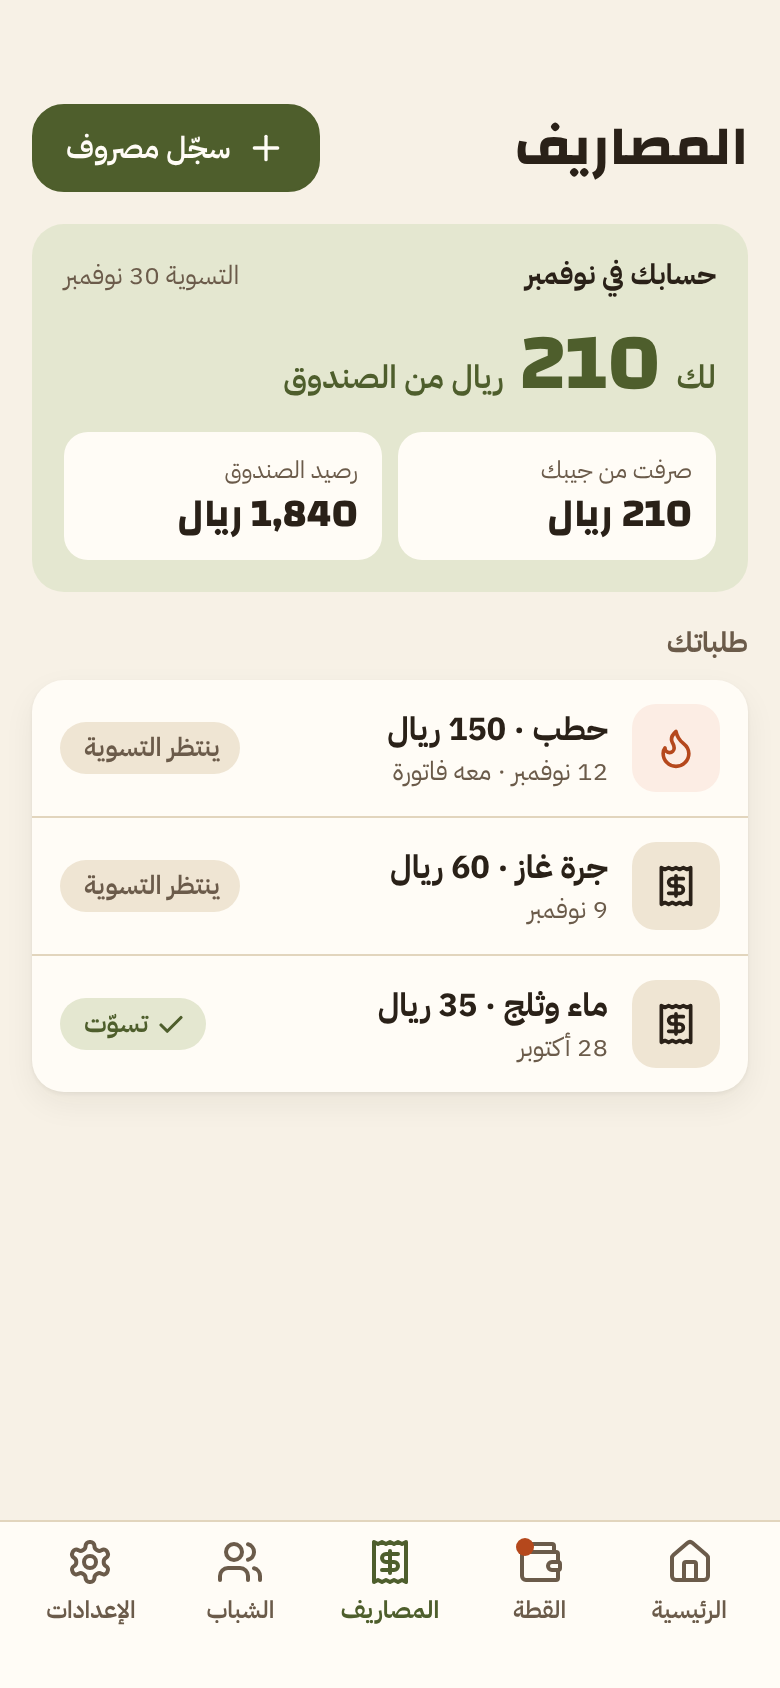 المصاريف
سجّل مصروف
حسابك في نوفمبر
التسوية 30 نوفمبر
لك 210 ريال من الصندوق
صرفت من جيبك
210 ريال
رصيد الصندوق
1,840 ريال
طلباتك
حطب · 150 ريال
12 نوفمبر · معه فاتورة
ينتظر التسوية
جرة غاز · 60 ريال
9 نوفمبر
ينتظر التسوية
ماء وثلج · 35 ريال
28 أكتوبر
تسوّت
الرئيسية
القطة
المصاريف
الشباب
الإعدادات